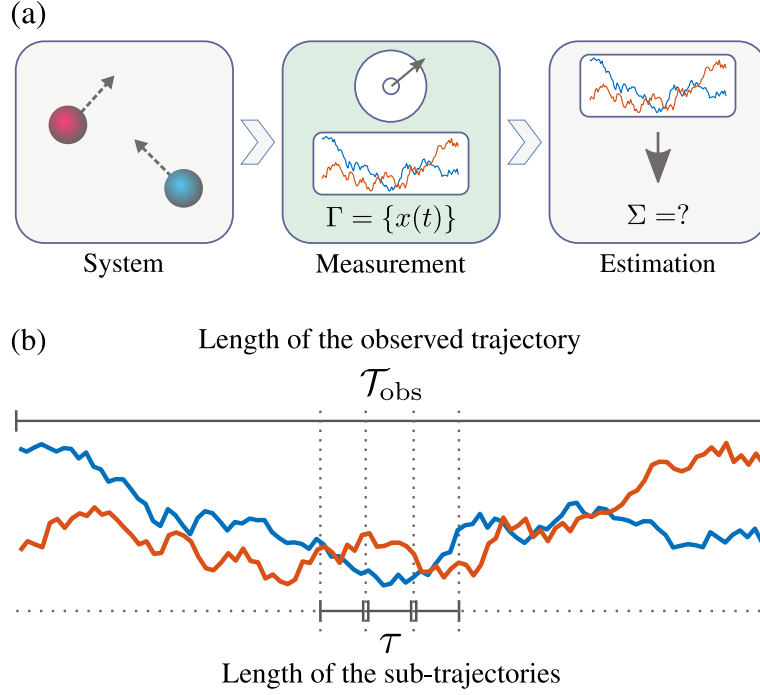 (a)
Γ = {x(t)}
Σ =?
System
Measurement
Estimation
(b)
Length of the observed trajectory
𝒯obs
τ
Length of the sub-trajectories